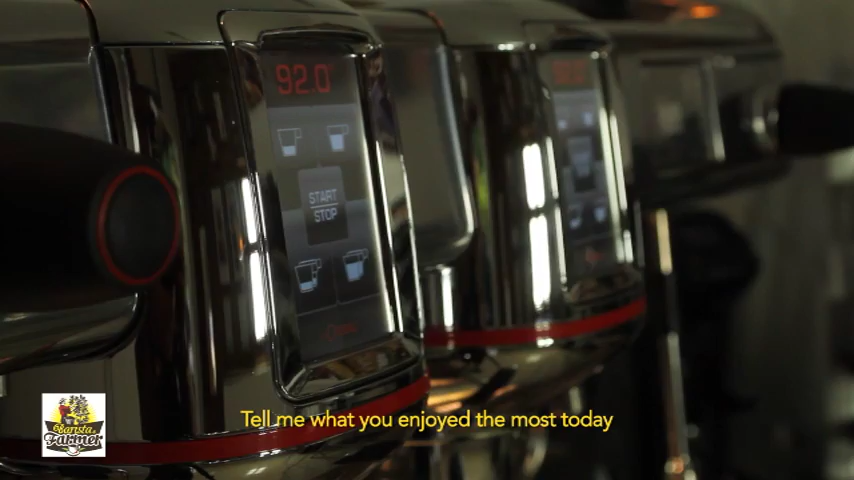 92.0°
START
STOP
Tell me what you enjoyed the most today
Barista
& Farmer